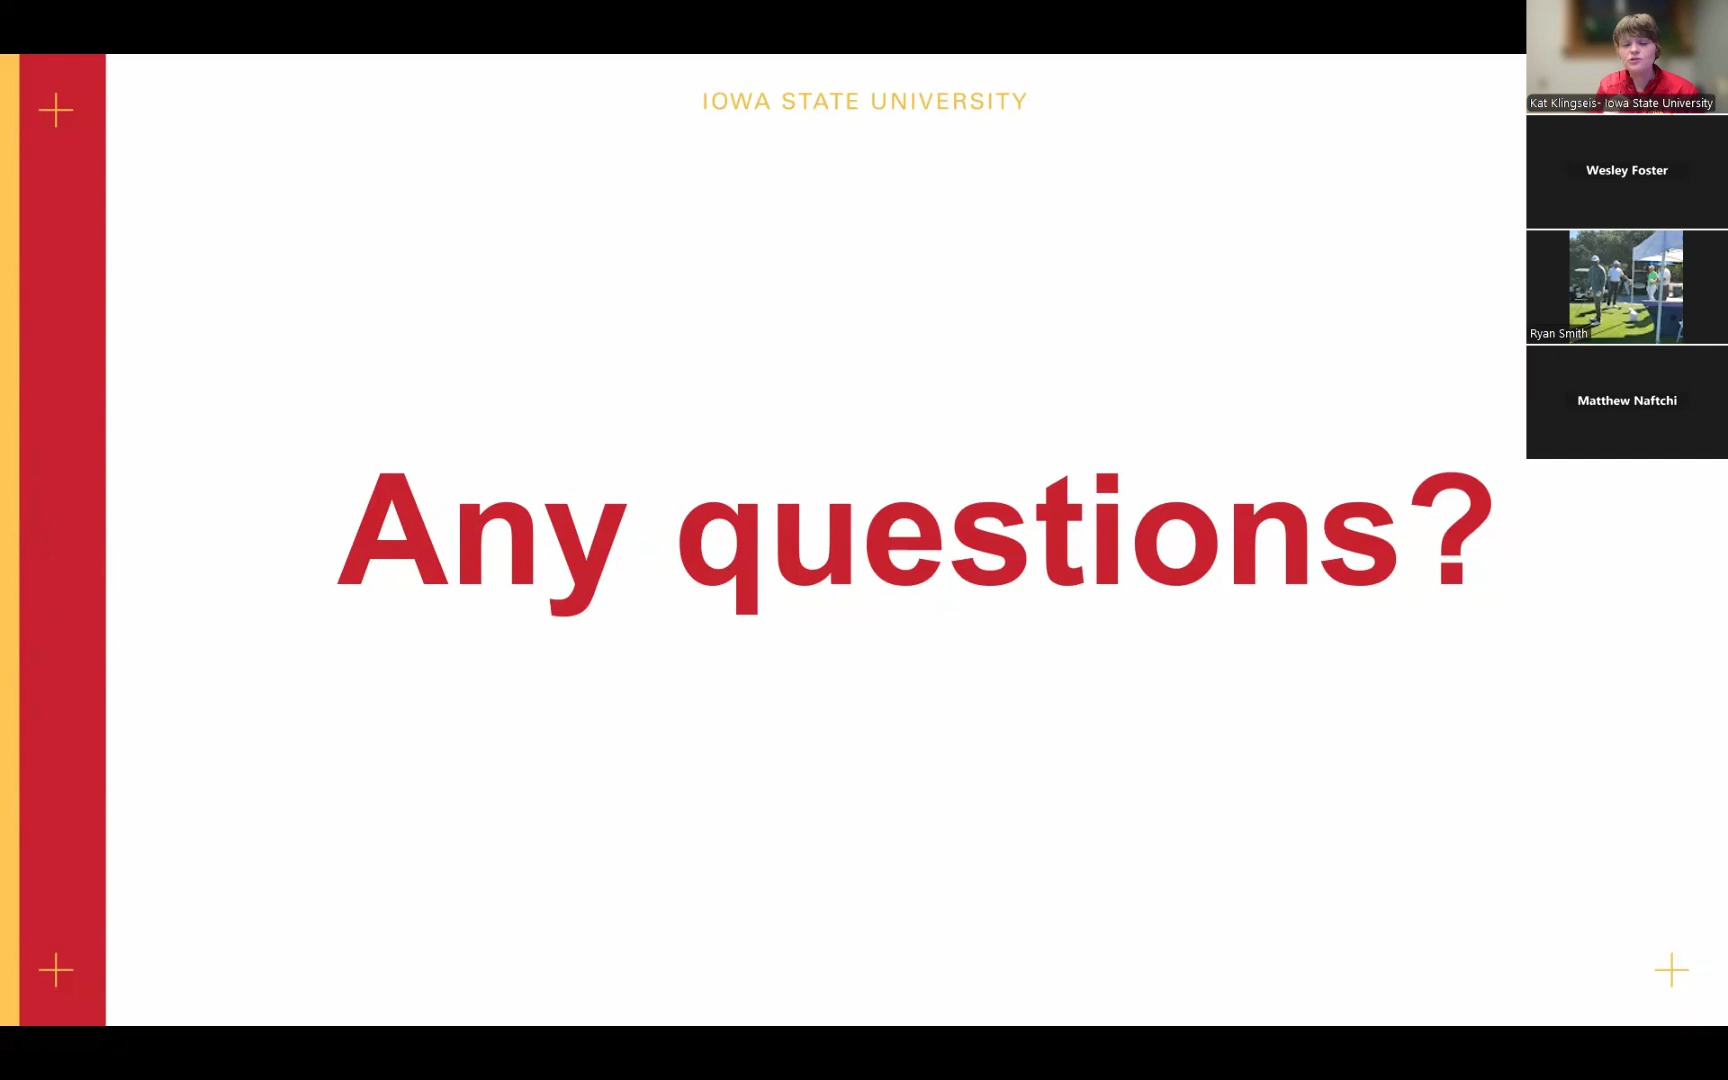 IOWA STATE UNIVERSITY
Any questions?
Kat Klingseis- Iowa State University
Wesley Foster
Ryan Smith
Matthew Naftchi